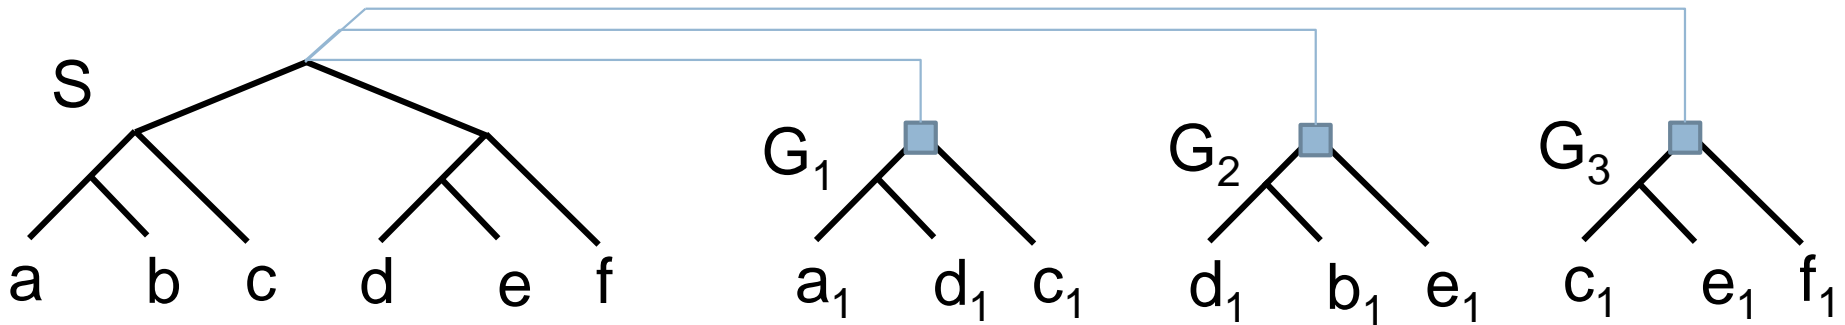 S
G₁
G₂
G₃
a b c d e f
a₁ d₁ c₁
d₁ b₁ e₁
c₁ e₁ f₁